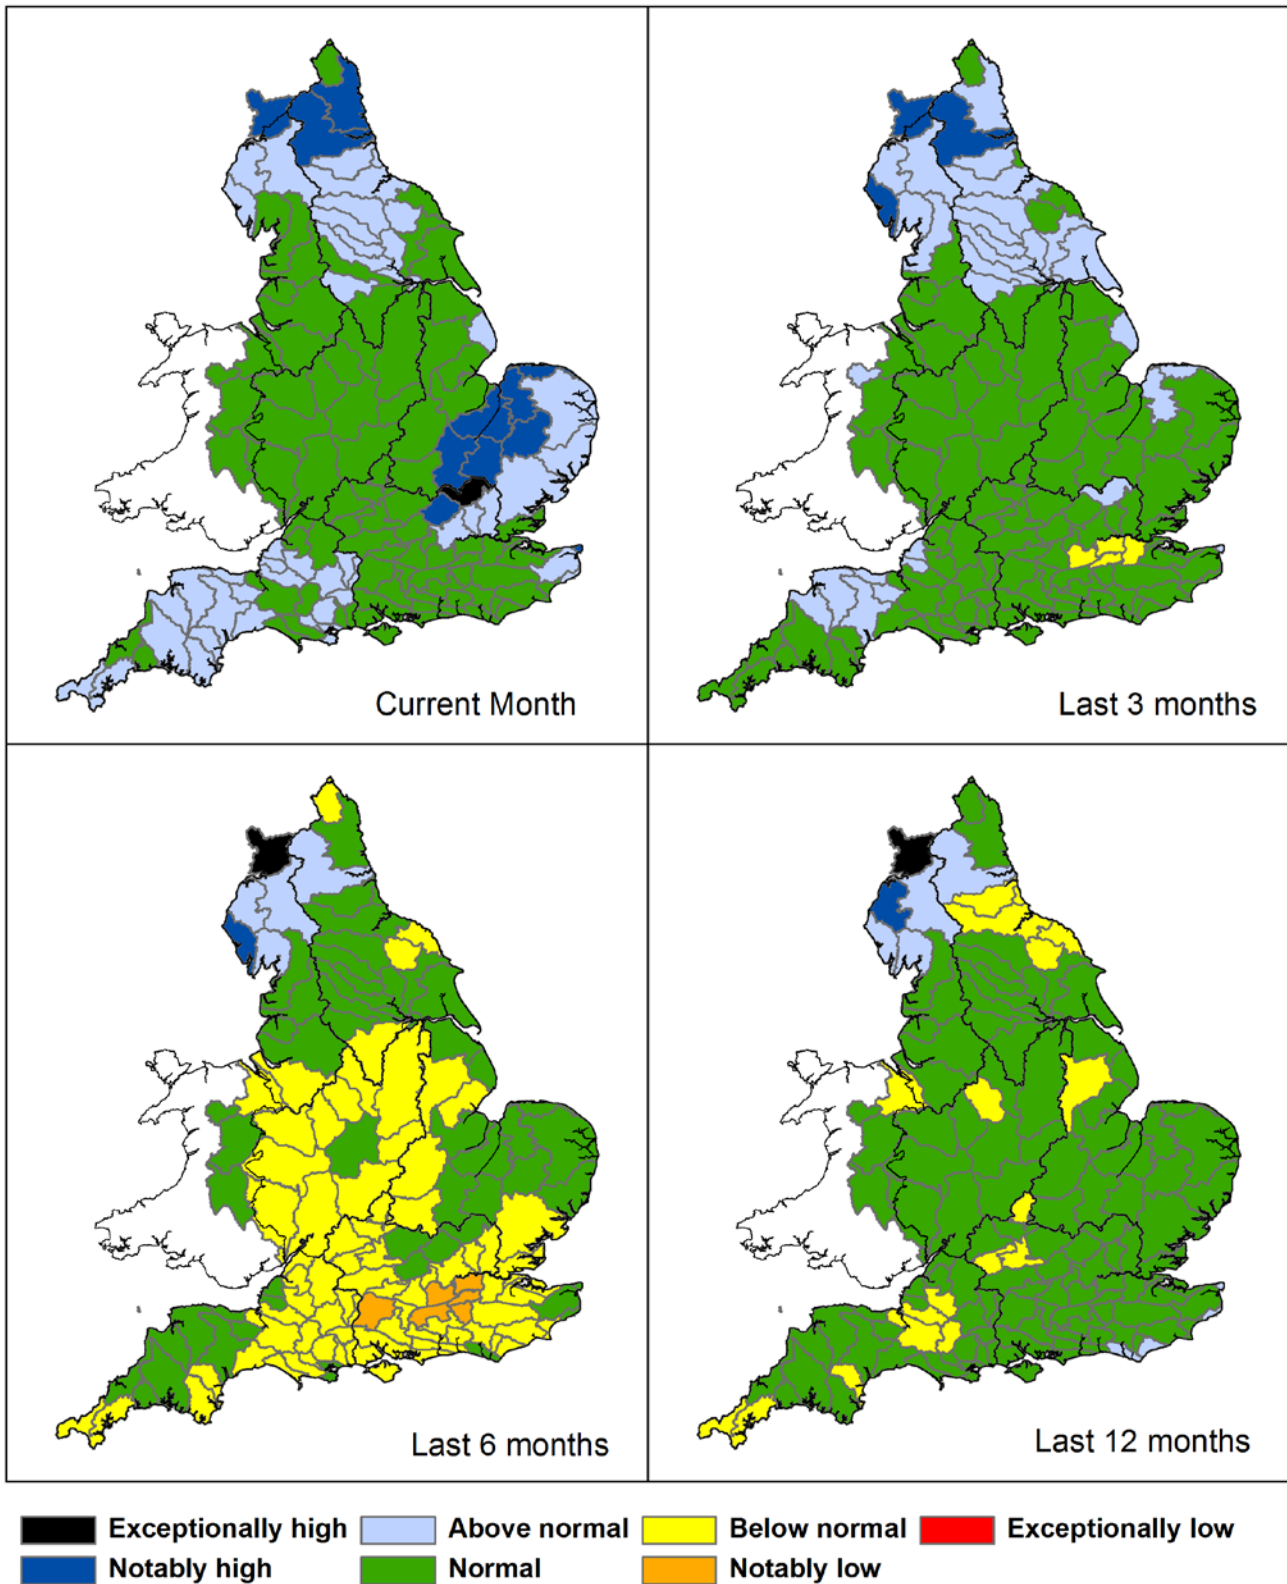 Current Month
Last 3 months
Last 6 months
Last 12 months
Exceptionally high
Above normal
Below normal
Exceptionally low
Notably high
Normal
Notably low